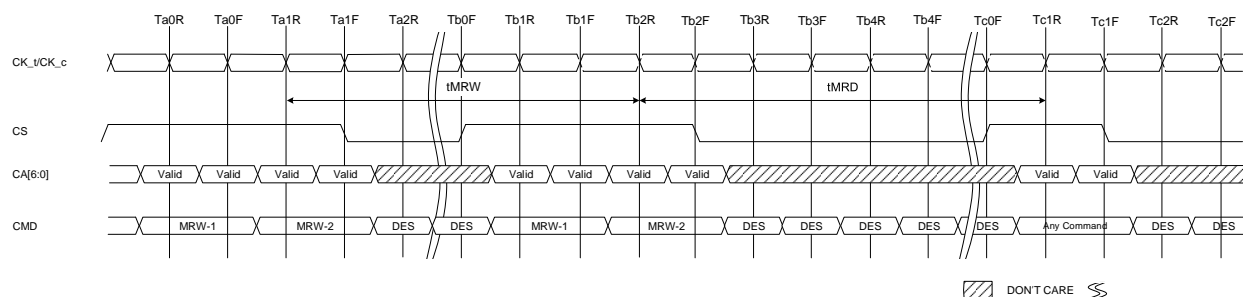 Ta0R Ta0F Ta1R Ta1F Ta2R Tb0F Tb1R Tb1F Tb2R Tb2F Tb3R Tb3F Tb4R Tb4F Tc0F Tc1R Tc1F Tc2R Tc2F
CK_t/CK_c
tMRW tMRD
CS
CA[6:0] Valid Valid Valid Valid Valid Valid Valid Valid Valid Valid
CMD MRW-1 MRW-2 DES DES MRW-1 MRW-2 DES DES DES DES DES Any Command DES DES
DON'T CARE